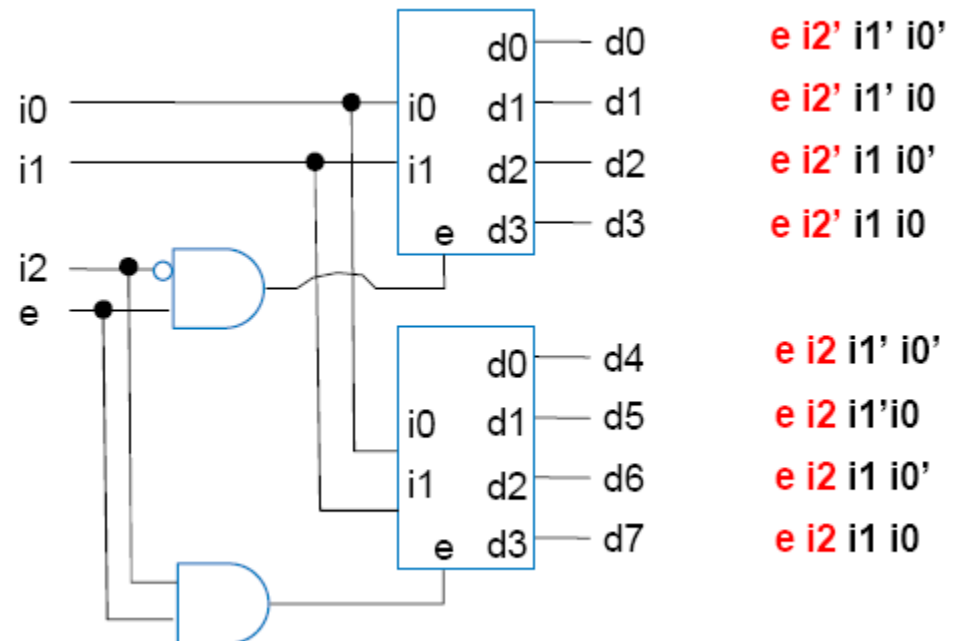 d0 d0 e i2’ i1’ i0’
i0 i0 d1 d1 e i2’ i1’ i0
i1 i1 d2 d2 e i2’ i1 i0’
e d3 d3 e i2’ i1 i0
i2
e
d0 d4 e i2 i1’ i0’
i0 d1 d5 e i2 i1’i0
i1 d2 d6 e i2 i1 i0’
e d3 d7 e i2 i1 i0